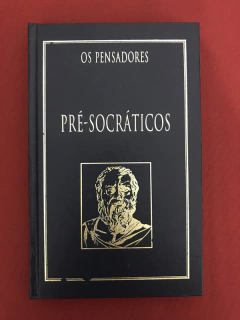 OS PENSADORES
PRÉ-SOCRÁTICOS